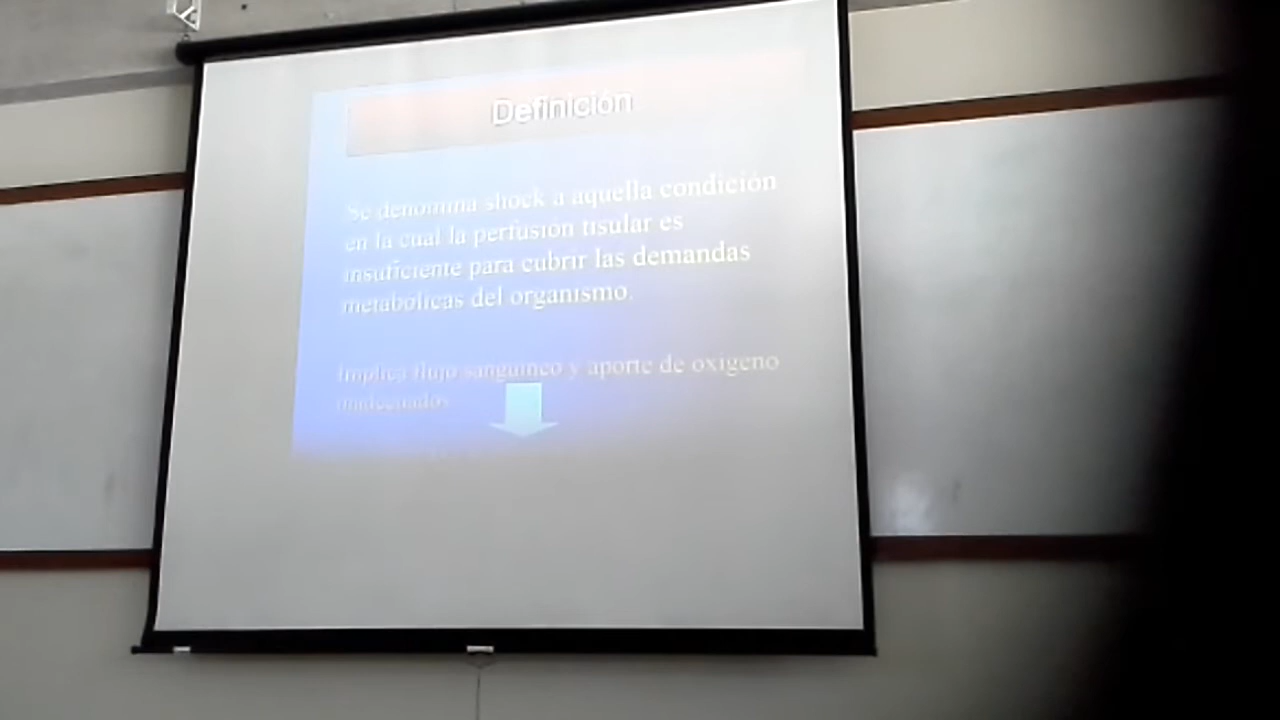 Definición
Se denomina shock a aquella condición
en la cual la perfusión tisular es
insuficiente para cubrir las demandas
metabólicas del organismo.
Implica flujo sanguíneo y aporte de oxígeno
inadecuados